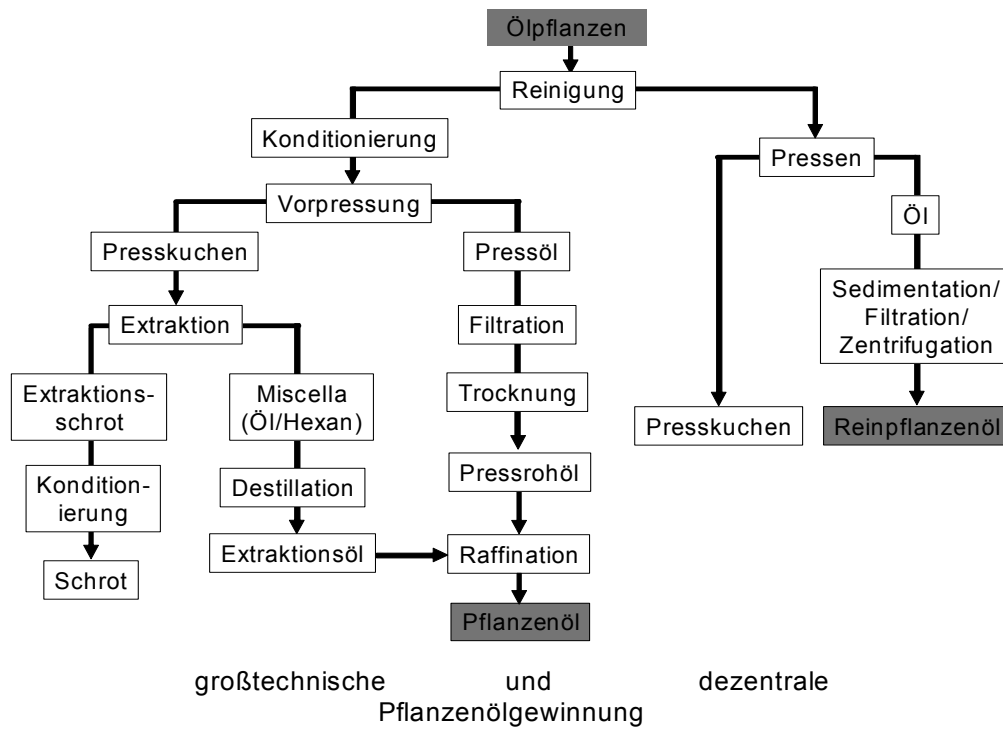 Ölpflanzen
Reinigung
Konditionierung
Pressen
Vorpressung
Öl
Presskuchen
Pressöl
Sedimentation/
Filtration/
Zentrifugation
Extraktion
Filtration
Extraktions-
schrot
Miscella
(Öl/Hexan)
Trocknung
Presskuchen
Reinpflanzenöl
Kondition-
ierung
Destillation
Pressrohöl
Schrot
Extraktionsöl
Raffination
Pflanzenöl
großtechnische und dezentrale
Pflanzenölgewinnung